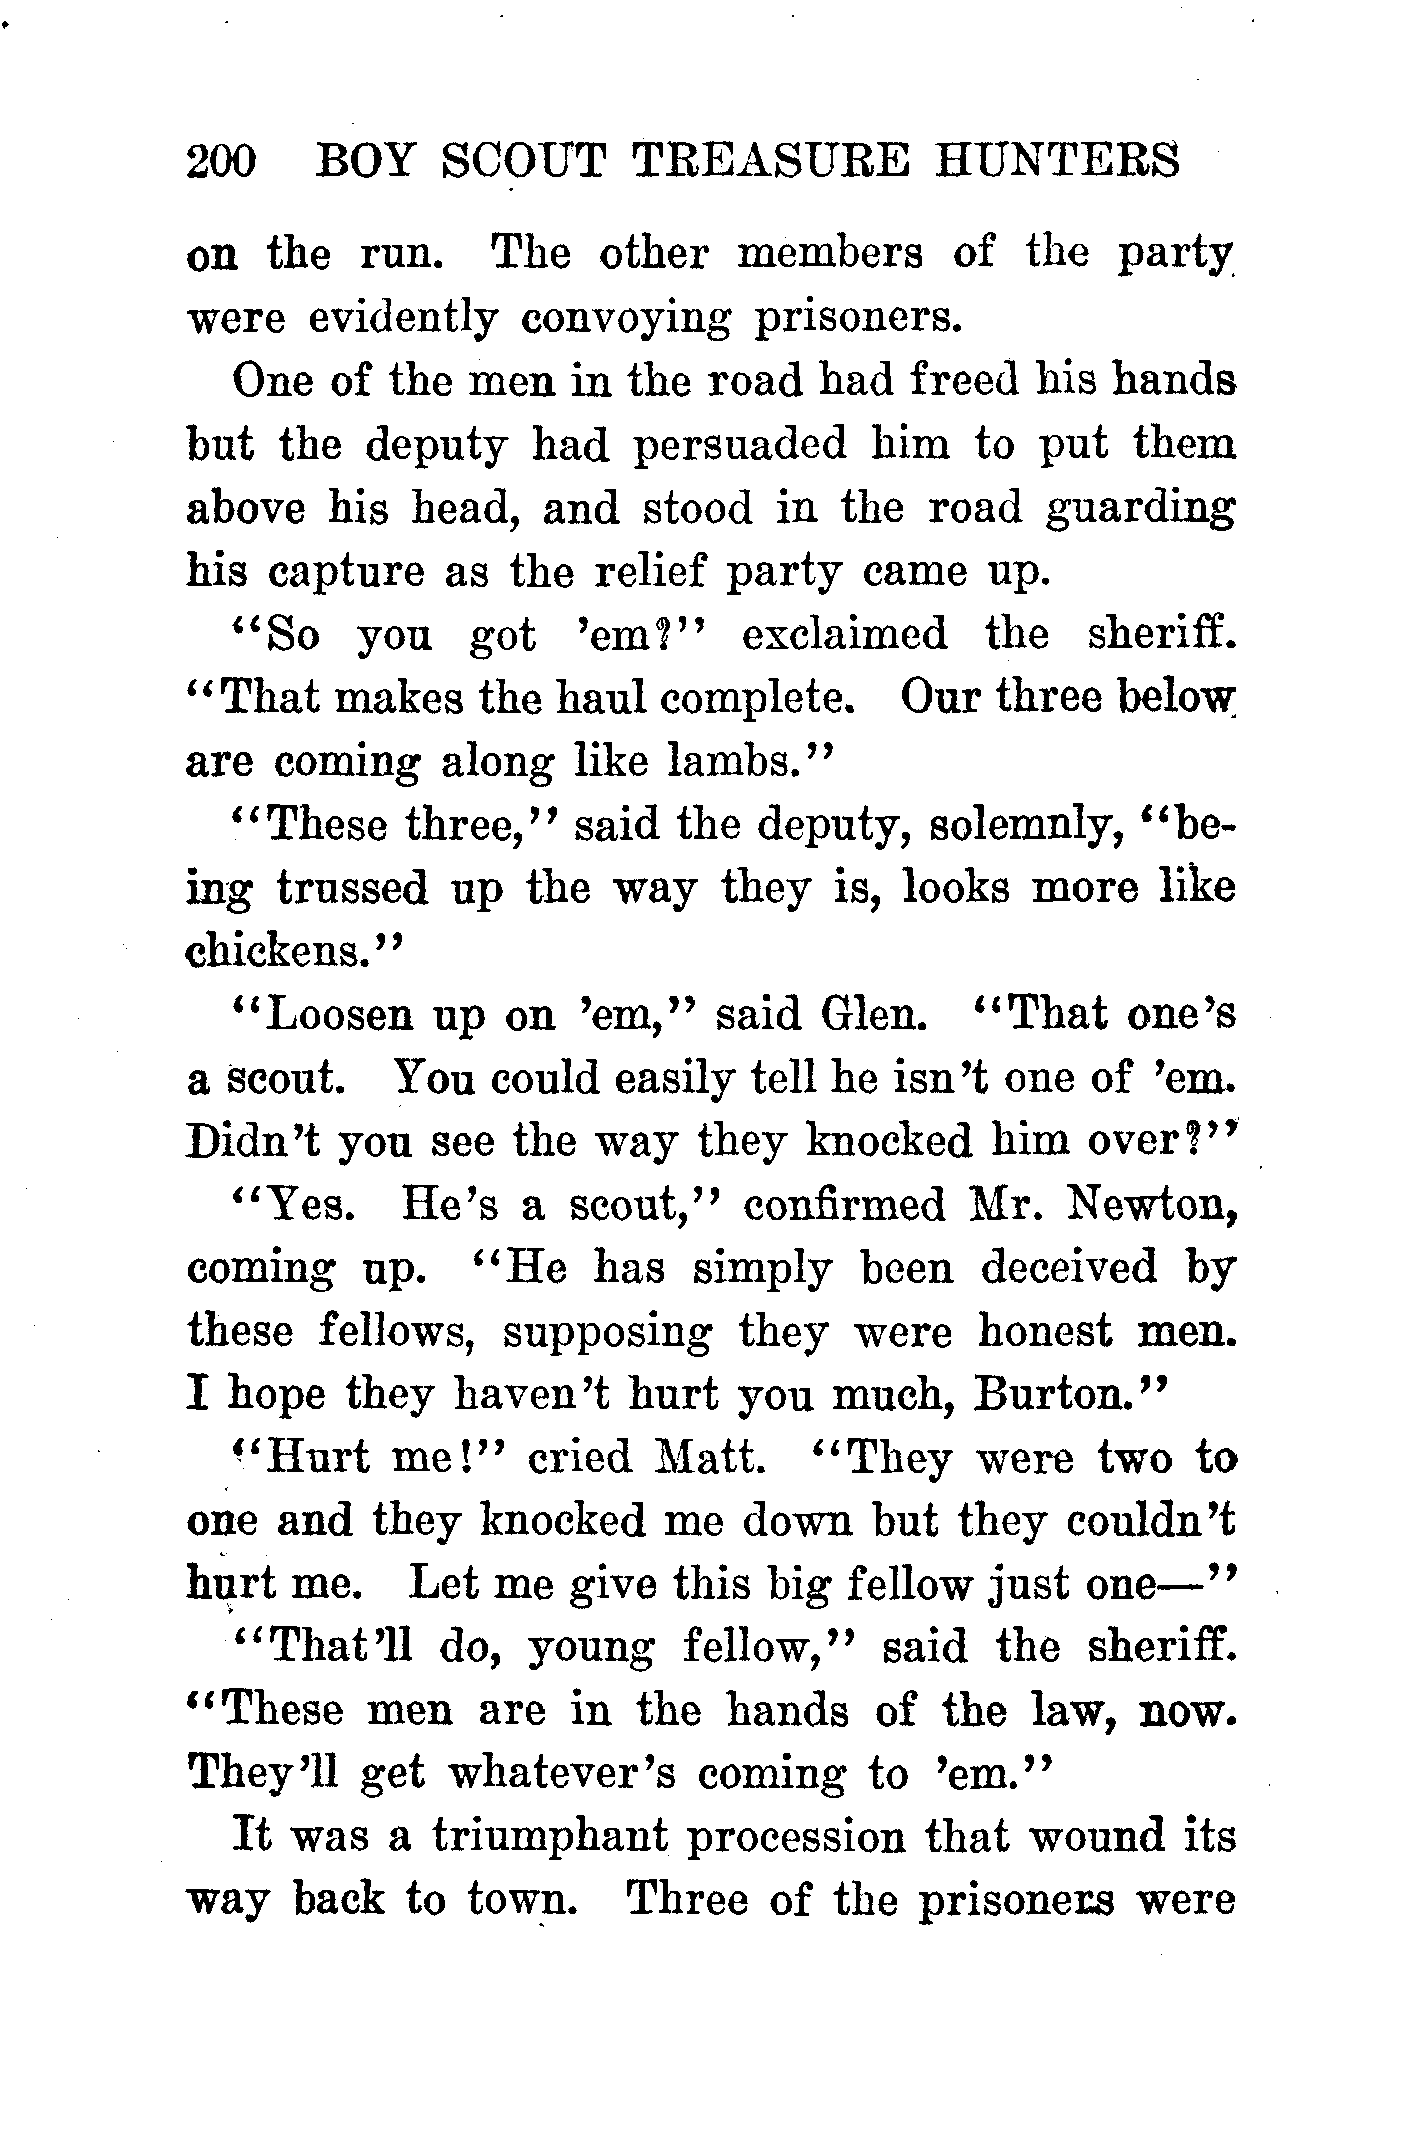 200 BOY SCOUT TREASURE HUNTERS
on the run. The other members of the party
were evidently convoying prisoners.
One of the men in the road had freed his hands
but the deputy had persuaded him to put them
above his head, and stood in the road guarding
his capture as the relief party came up.
"So you got 'em?" exclaimed the sheriff.
"That makes the haul complete. Our three below
are coming along like lambs."
"These three," said the deputy, solemnly, "be-
ing trussed up the way they is, looks more like
chickens."
"Loosen up on 'em," said Glen. "That one's
a scout. You could easily tell he isn't one of 'em.
Didn't you see the way they knocked him over?"
"Yes. He's a scout," confirmed Mr. Newton,
coming up. "He has simply been deceived by
these fellows, supposing they were honest men.
I hope they haven't hurt you much, Burton."
"Hurt me!" cried Matt. "They were two to
one and they knocked me down but they couldn't
hurt me. Let me give this big fellow just one—"
"That'll do, young fellow," said the sheriff.
"These men are in the hands of the law, now.
They'll get whatever's coming to 'em."
It was a triumphant procession that wound its
way back to town. Three of the prisoners were